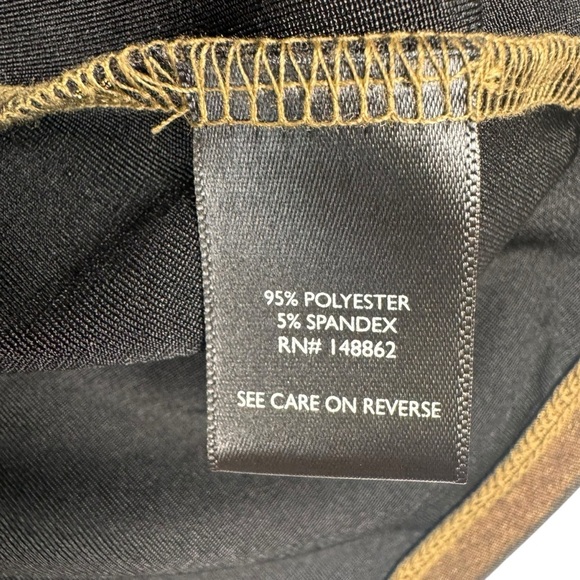 95% POLYESTER
5% SPANDEX
RN# 148862
SEE CARE ON REVERSE